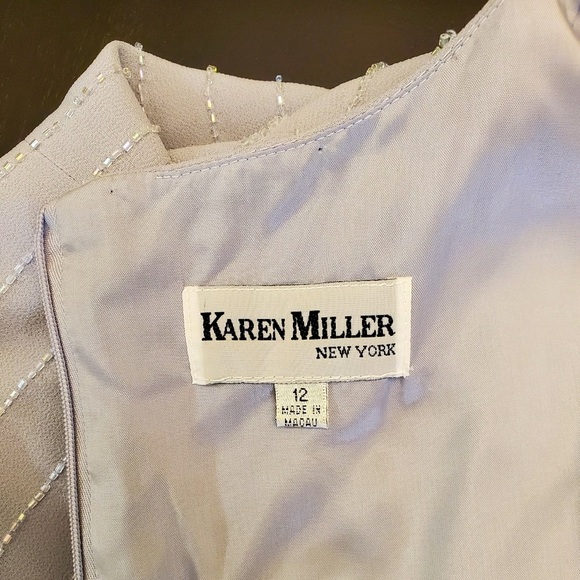 KAREN MILLER
NEW YORK
12
MADE IN
MACAU